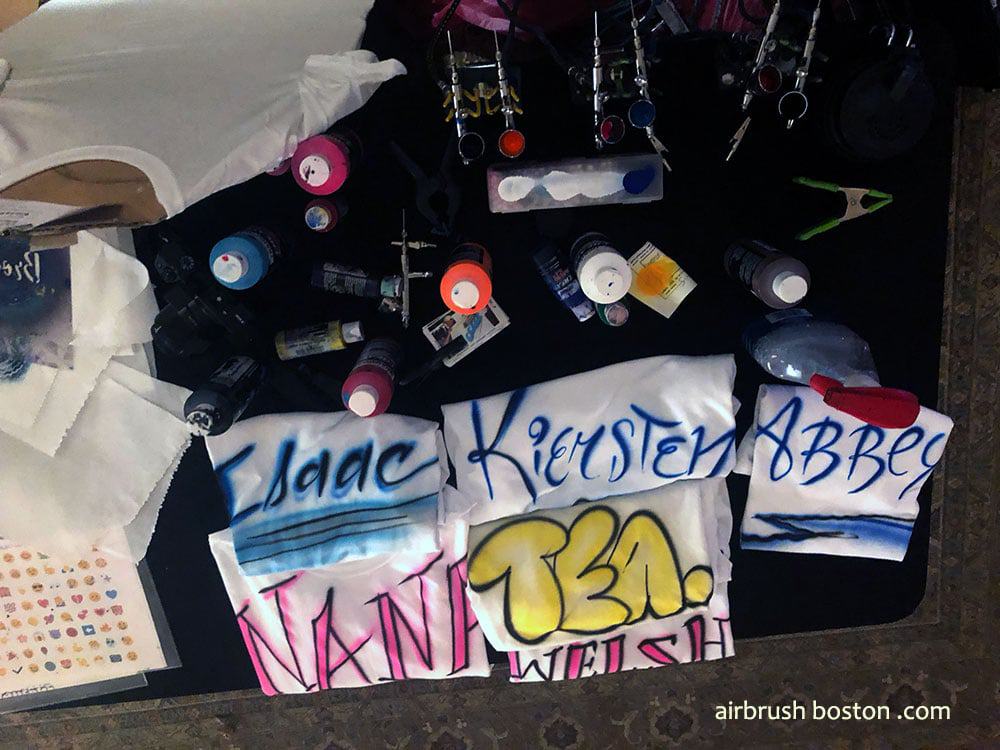 Isaac
Kiersten
Abbey
NANA
TEA.
WELSH
airbrush boston .com